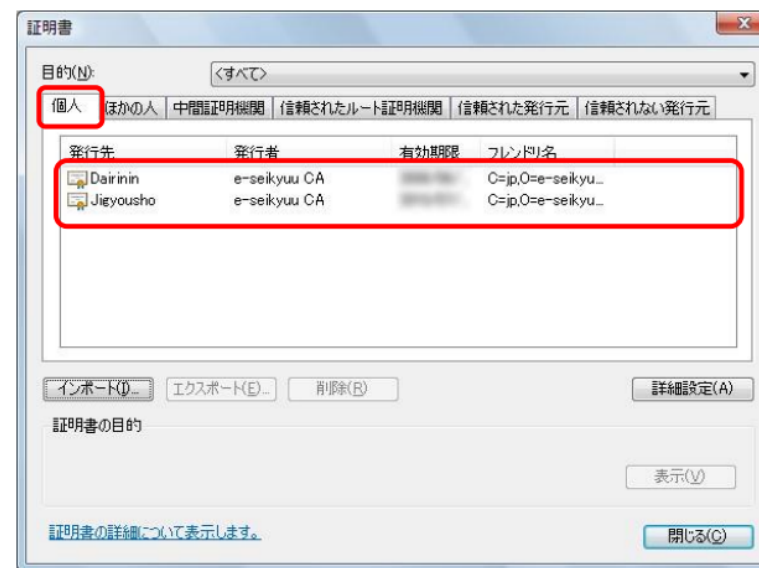 証明書
目的(N): <すべて>
個人 ほかの人 中間証明機関 信頼されたルート証明機関 信頼された発行元 信頼されない発行元
発行先 発行者 有効期限 フレンドリ名
Dairinin e-seikyuu CA C=jp,O=e-seikyu...
Jigyousho e-seikyuu CA C=jp,O=e-seikyu...
インポート(I)... エクスポート(E)... 削除(R) 詳細設定(A)
証明書の目的
表示(V)
証明書の詳細について表示します。
閉じる(C)